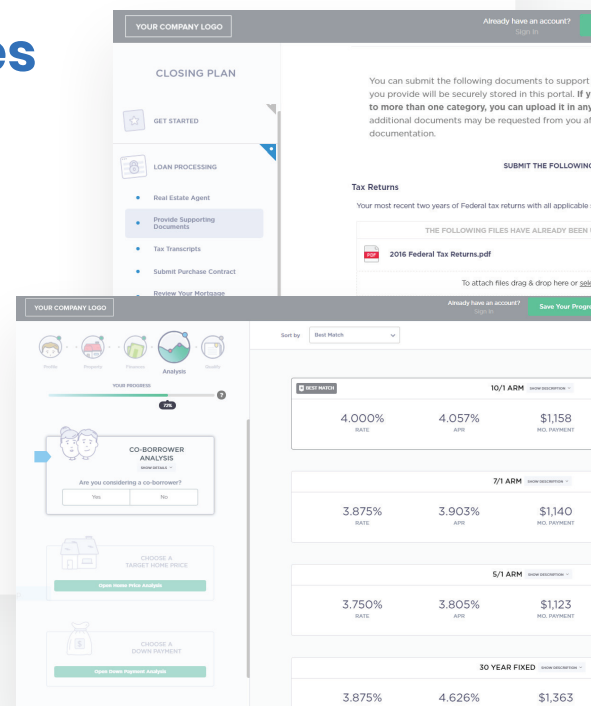 es
YOUR COMPANY LOGO
Already have an account?
Sign In
CLOSING PLAN
GET STARTED
LOAN PROCESSING
Real Estate Agent
Provide Supporting
Documents
Tax Transcripts
Submit Purchase Contract
Review Your Mortgage
You can submit the following documents to support
you provide will be securely stored in this portal. If y
to more than one category, you can upload it in any
additional documents may be requested from you af
documentation.
SUBMIT THE FOLLOWING
Tax Returns
Your most recent two years of Federal tax returns with all applicable
THE FOLLOWING FILES HAVE ALREADY BEEN
PDF
2016 Federal Tax Returns.pdf
To attach files drag & drop here or sele
YOUR COMPANY LOGO
Already have an account?
Sign In
Save Your Progre
Profile
Property
Finances
Analysis
Results
YOUR PROGRESS
?
72%
CO-BORROWER
ANALYSIS
SHOW DETAILS
Are you considering a co-borrower?
Yes
No
CHOOSE A
TARGET HOME PRICE
Open Home Price Analysis
$
CHOOSE A
DOWN PAYMENT
Open Down Payment Analysis
Sort by
Best Match
BEST MATCH
10/1 ARM SHOW DESCRIPTION
4.000% 4.057% $1,158
RATE APR MO. PAYMENT
7/1 ARM SHOW DESCRIPTION
3.875% 3.903% $1,140
RATE APR MO. PAYMENT
5/1 ARM SHOW DESCRIPTION
3.750% 3.805% $1,123
RATE APR MO. PAYMENT
30 YEAR FIXED SHOW DESCRIPTION
3.875% 4.626% $1,363